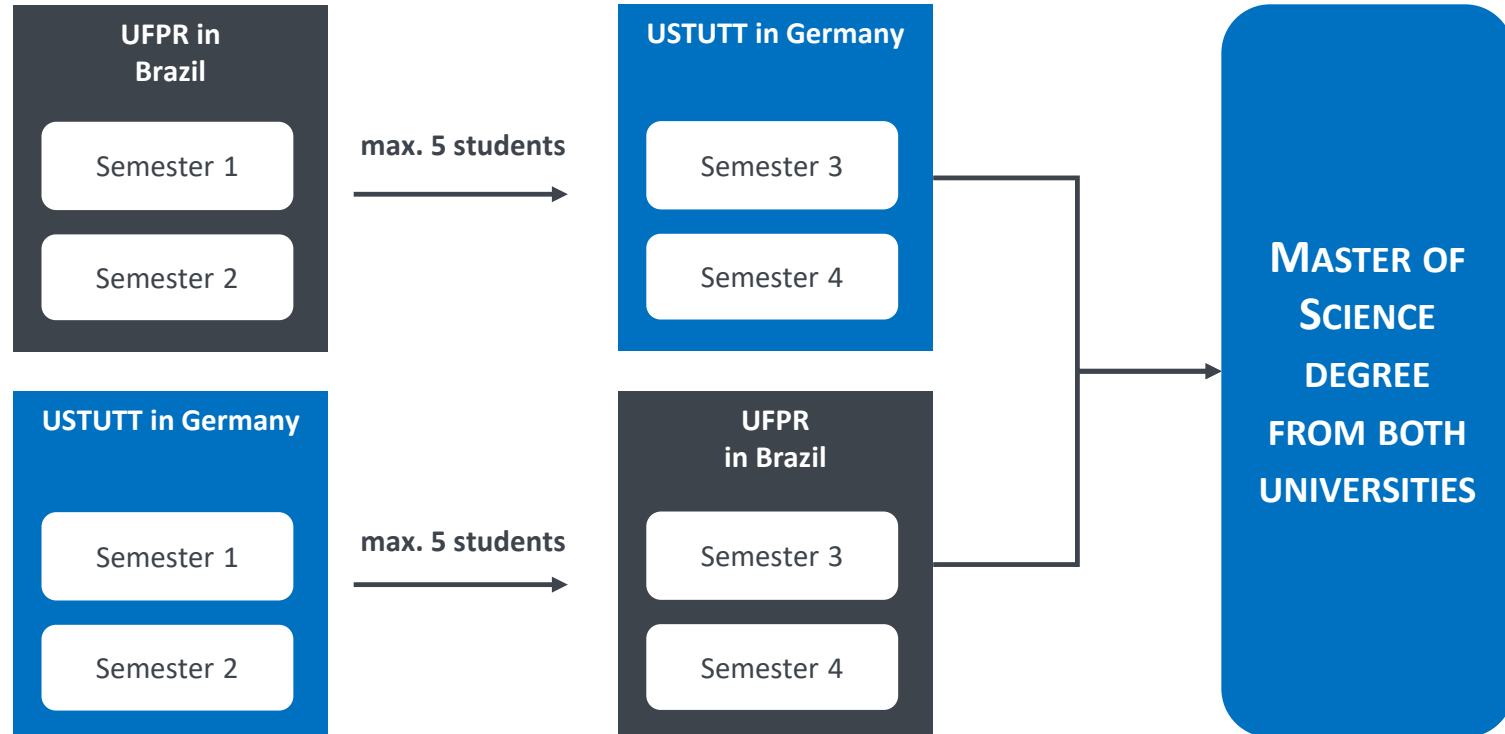 UFPR in
Brazil
Semester 1
Semester 2
max. 5 students
USTUTT in Germany
Semester 3
Semester 4
USTUTT in Germany
Semester 1
Semester 2
max. 5 students
UFPR
in Brazil
Semester 3
Semester 4
MASTER OF
SCIENCE
DEGREE
FROM BOTH
UNIVERSITIES